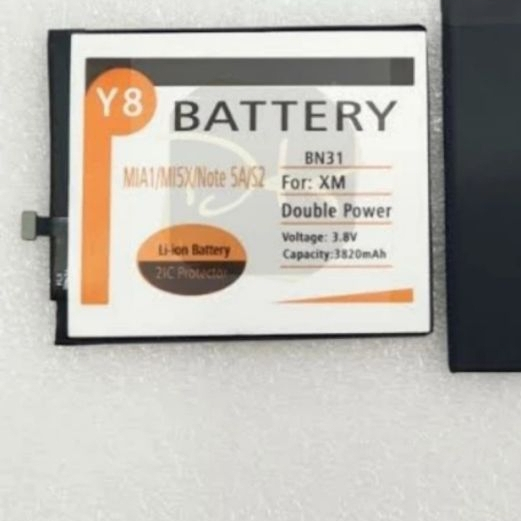 Y8
BATTERY
BN31
MIA1/MI5X/Note 5A/S2
For: XM
Double Power
Voltage: 3.8V
Capacity:3820mAh
Li-ion Battery
2IC Protector